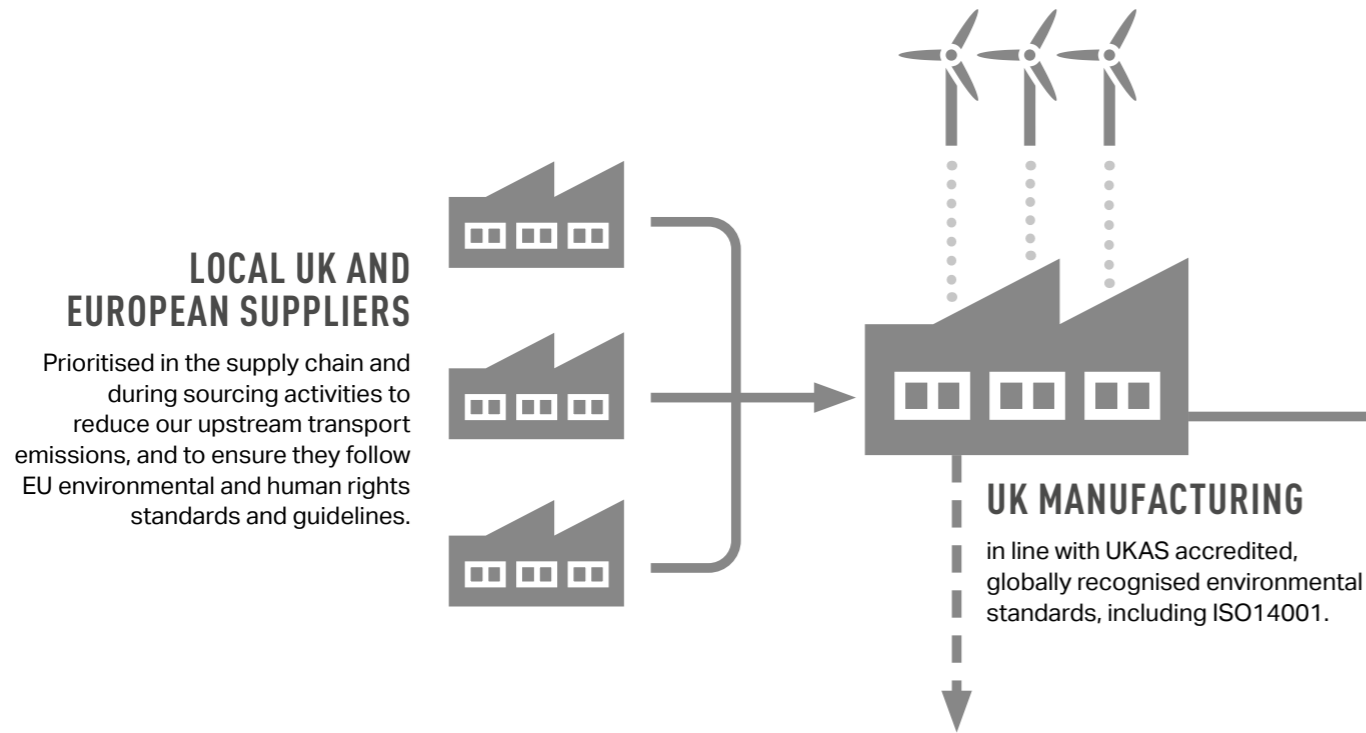 LOCAL UK AND
EUROPEAN SUPPLIERS
Prioritised in the supply chain and
during sourcing activities to
reduce our upstream transport
emissions, and to ensure they follow
EU environmental and human rights
standards and guidelines.
UK MANUFACTURING
in line with UKAS accredited,
globally recognised environmental
standards, including ISO14001.